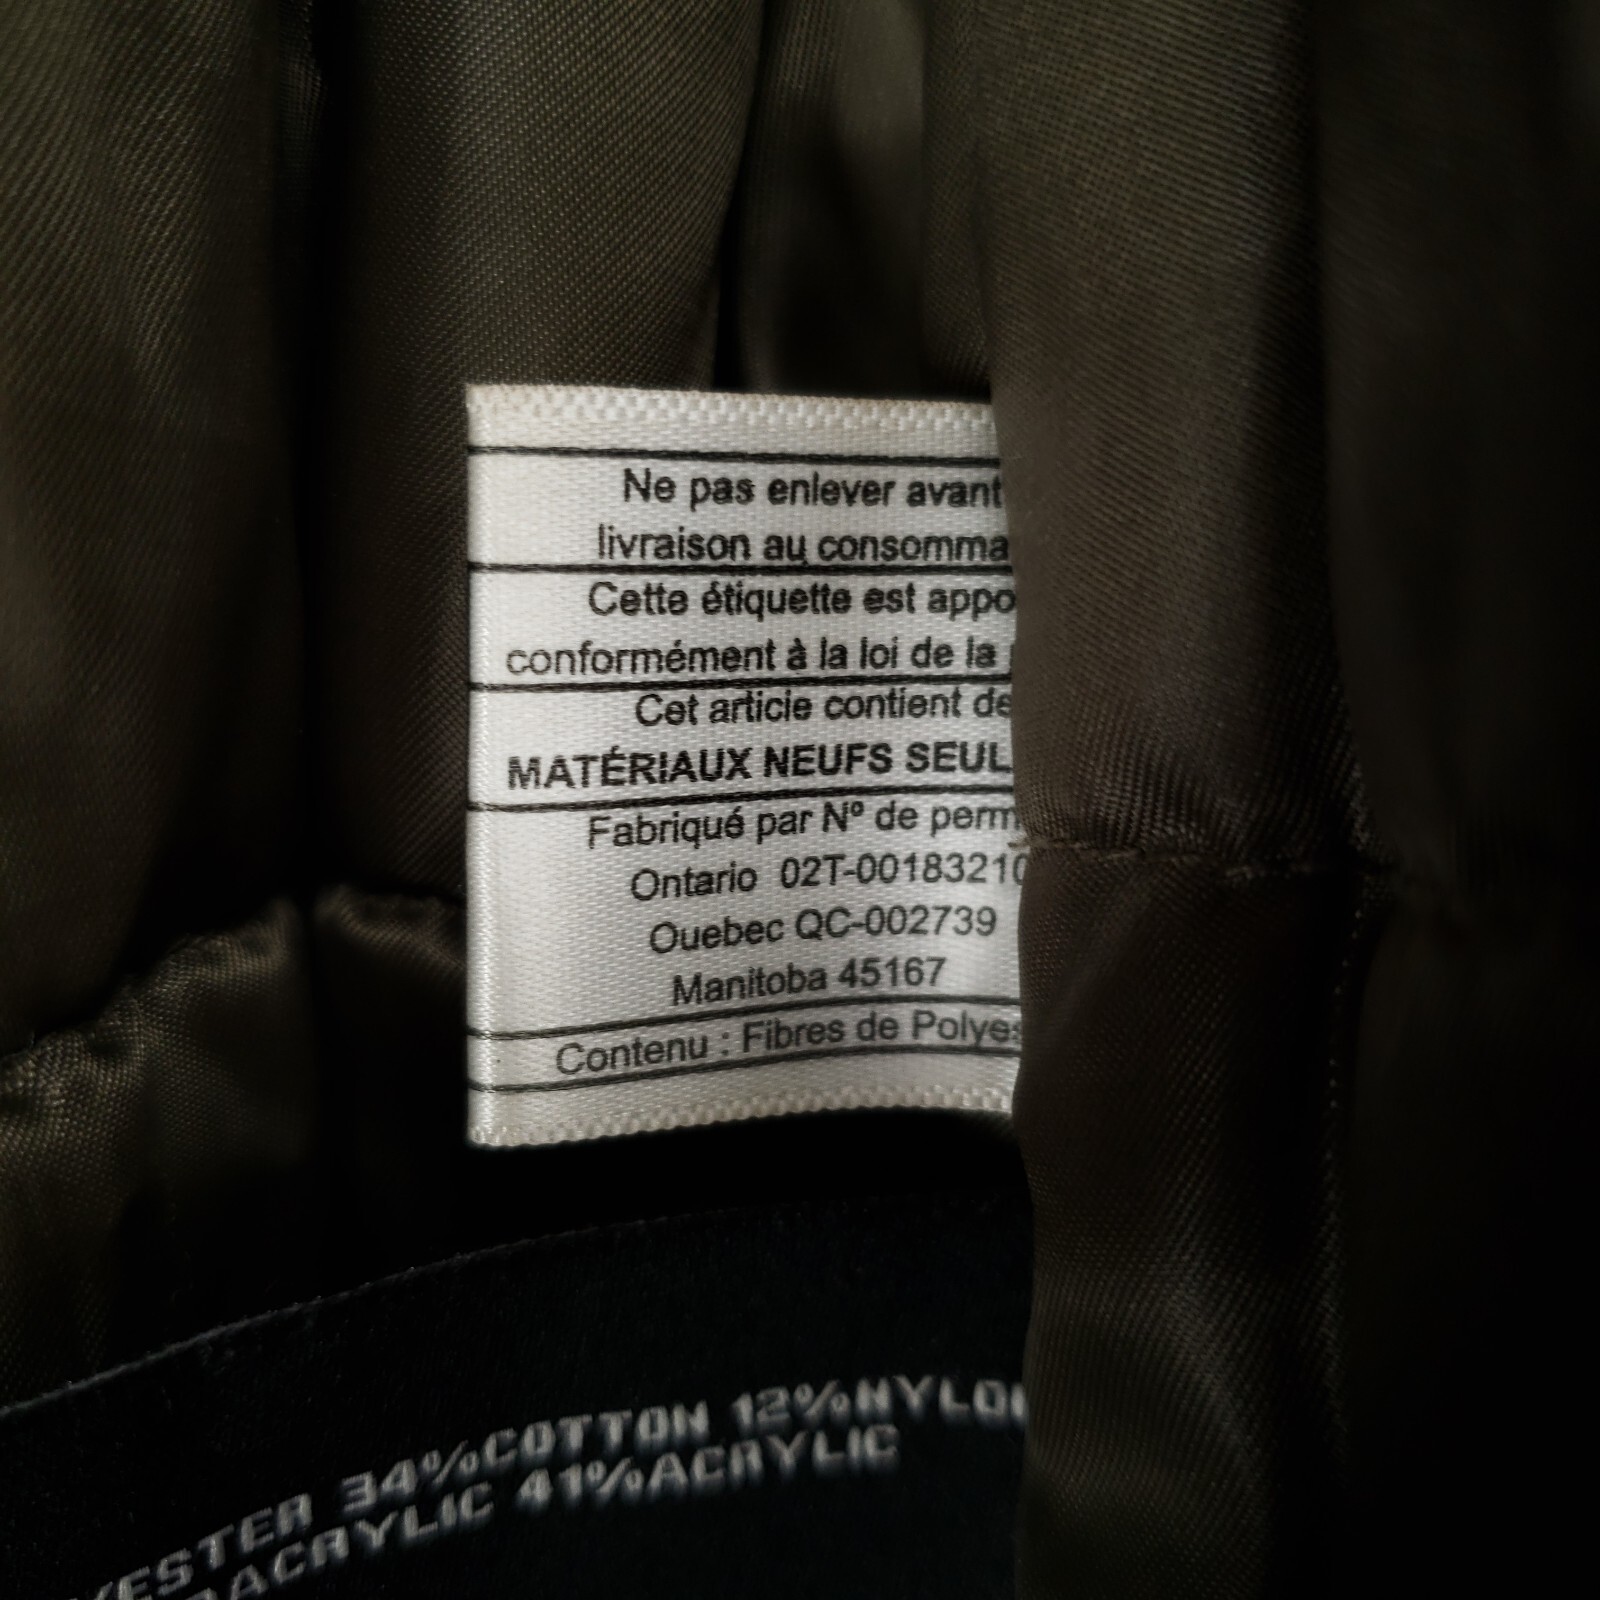 Ne pas enlever avant
livraison au consomma
Cette étiquette est appo
conformément à la loi de la
Cet article contient de
MATÉRIAUX NEUFS SEUL
Fabriqué par Nº de perm
Ontario 02T-00183210
Quebec QC-002739
Manitoba 45167
Contenu : Fibres de Polyes
YESTER 34%COTTON 12%NYLON
ACRYLIC 41%ACRYLIC